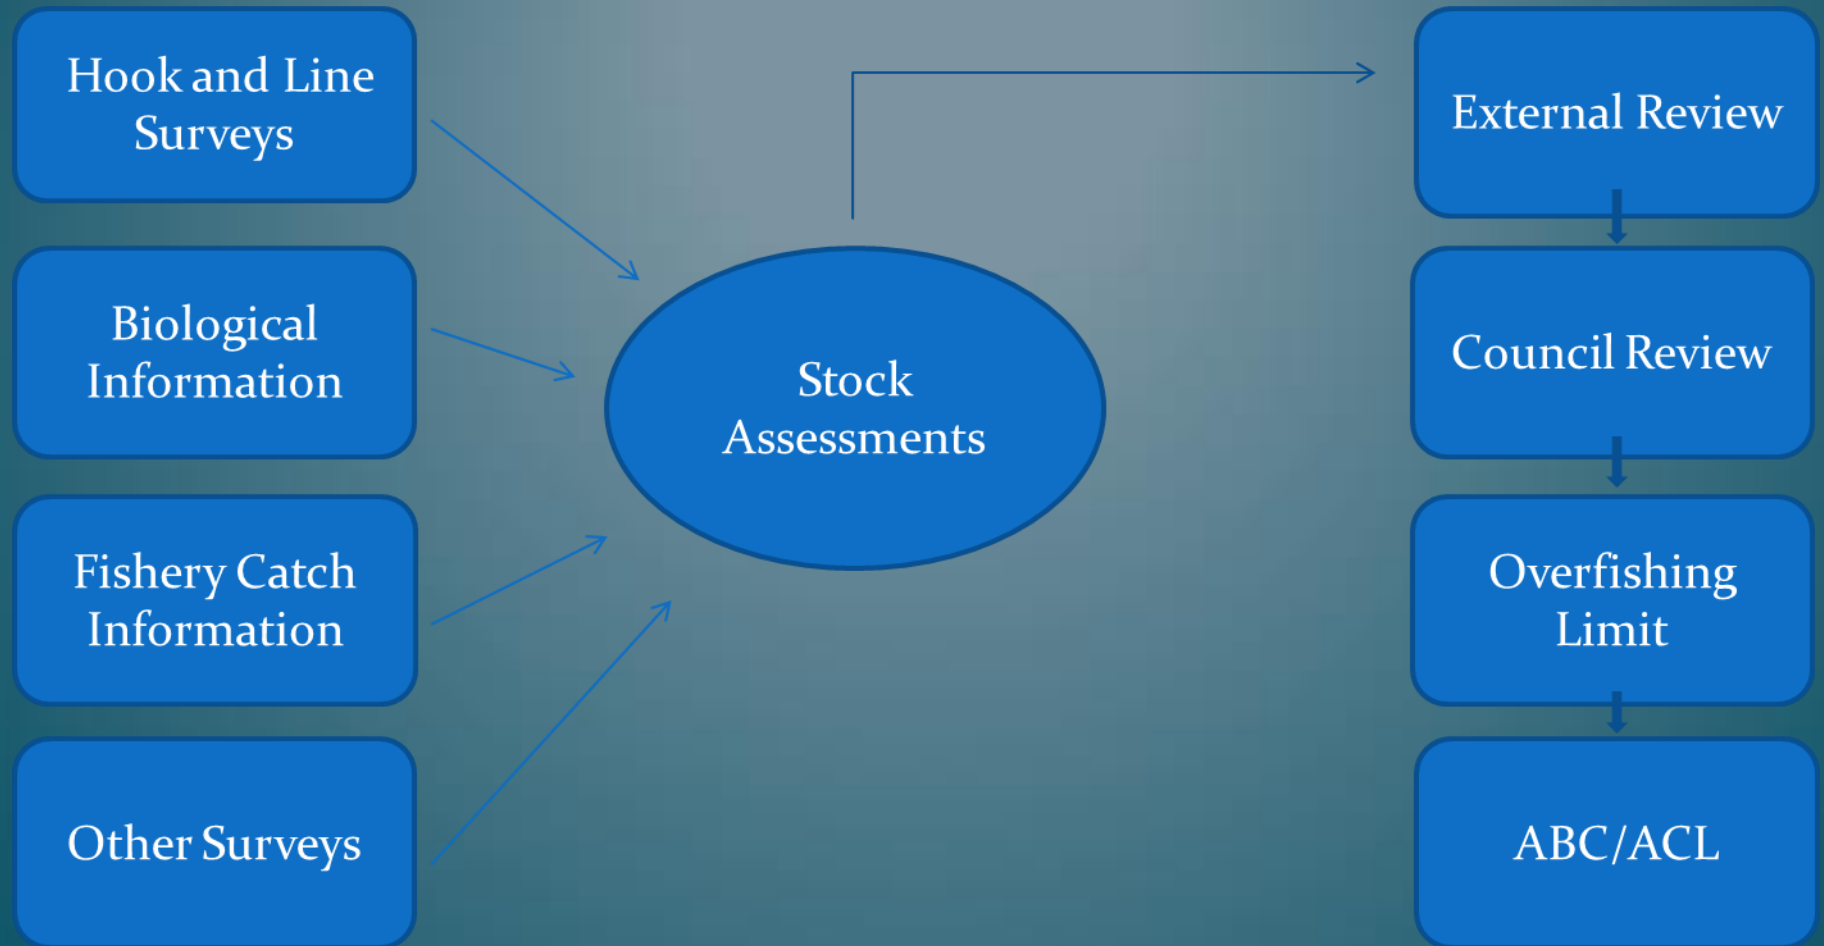 Hook and Line
Surveys
Biological
Information
Fishery Catch
Information
Other Surveys
Stock
Assessments
External Review
Council Review
Overfishing
Limit
ABC/ACL